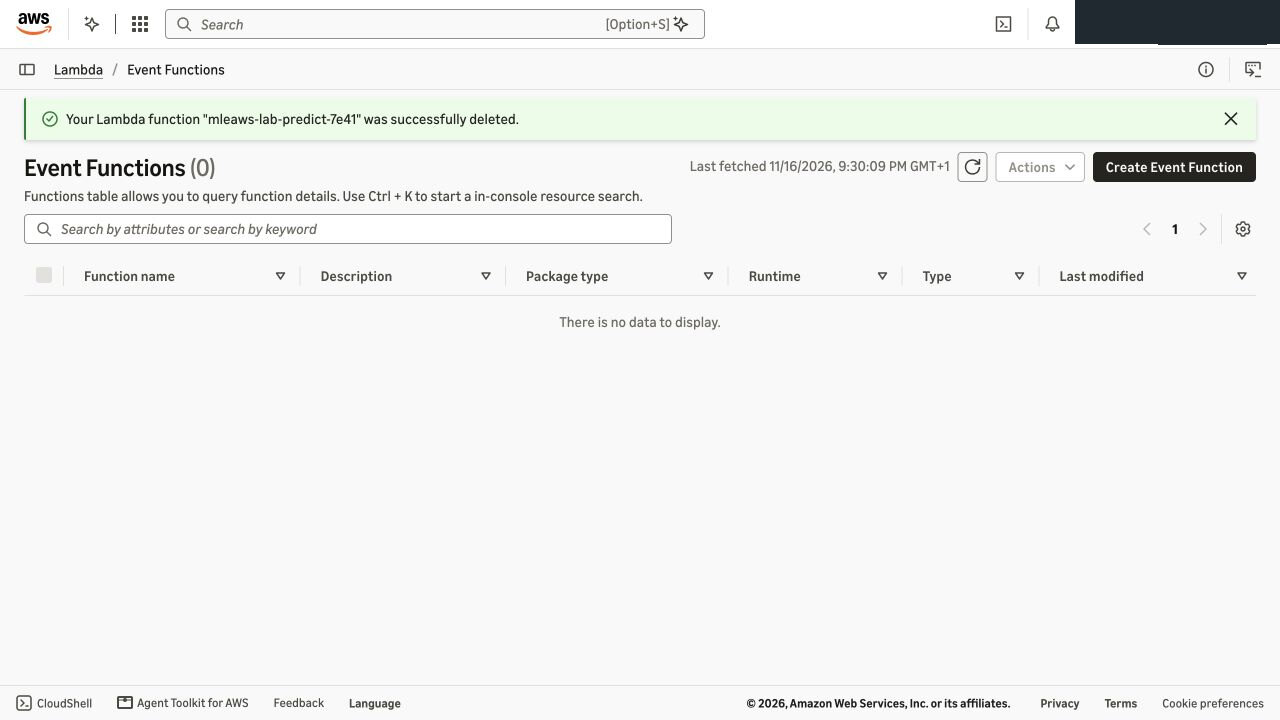 aws
Search [Option+S]
Lambda / Event Functions
Your Lambda function "mleaws-lab-predict-7e41" was successfully deleted.
Event Functions (0)
Last fetched 11/16/2026, 9:30:09 PM GMT+1
Actions
Create Event Function
Functions table allows you to query function details. Use Ctrl + K to start a in-console resource search.
Search by attributes or search by keyword
1
Function name Description Package type Runtime Type Last modified
There is no data to display.
CloudShell Agent Toolkit for AWS Feedback Language © 2026, Amazon Web Services, Inc. or its affiliates. Privacy Terms Cookie preferences